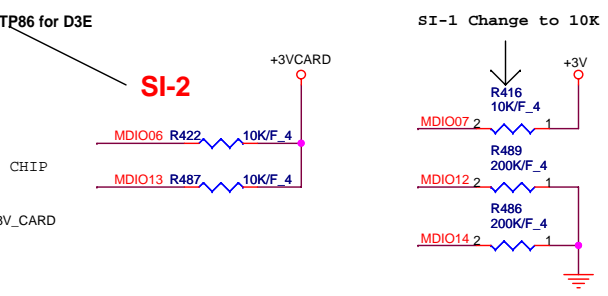 TP86 for D3E
SI-2
+3VCARD
MDIO06 R422 10K/F_4
CHIP
MDIO13 R487 10K/F_4
3V_CARD
SI-1 Change to 10K
+3V
R416
10K/F_4
MDIO07 2 1
R489
200K/F_4
MDIO12 2 1
R486
200K/F_4
MDIO14 2 1